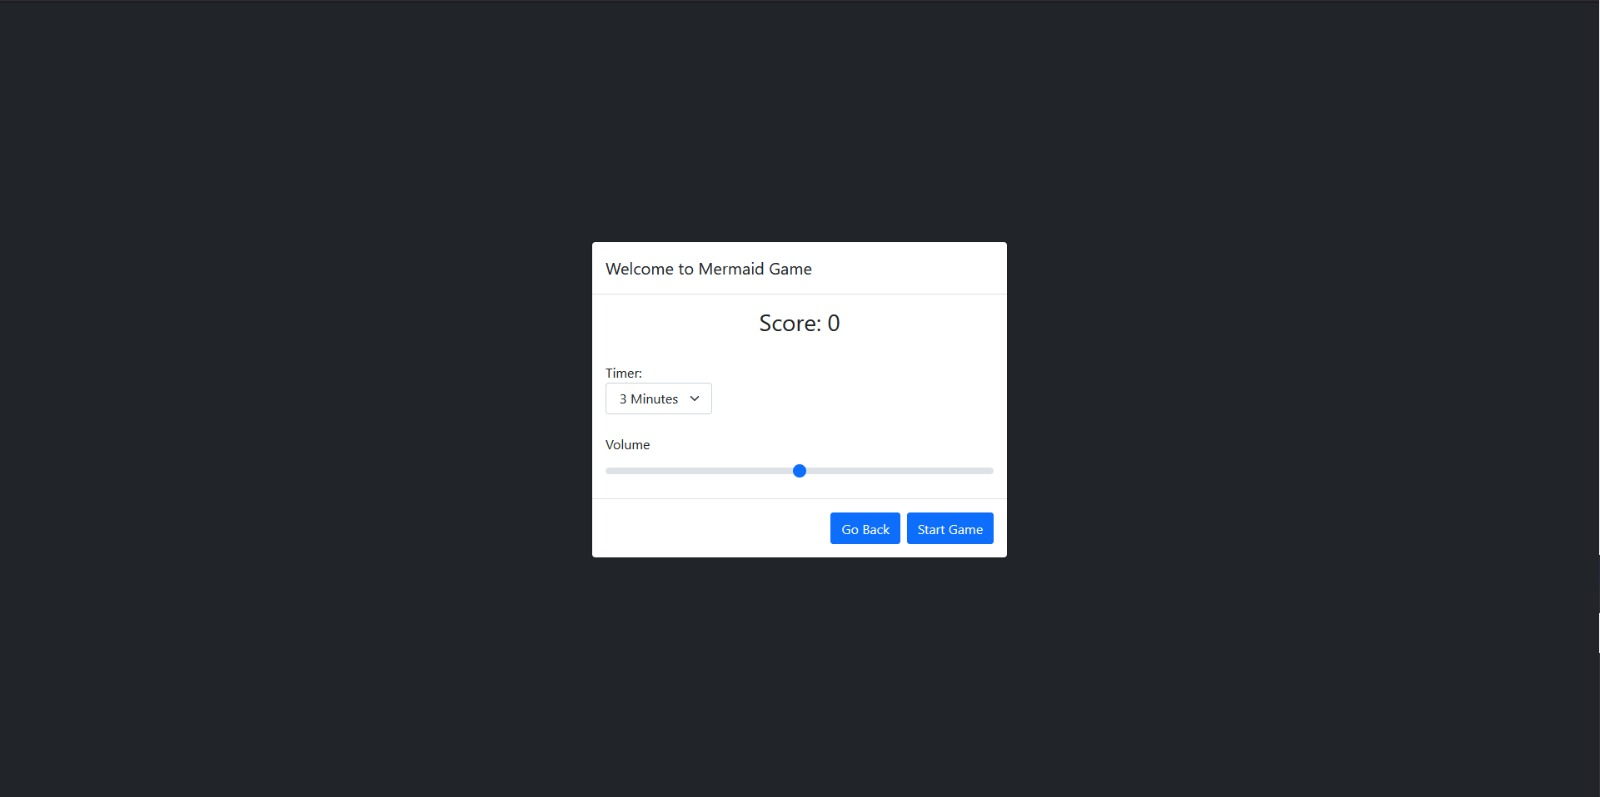 Welcome to Mermaid Game
Score: 0
Timer:
3 Minutes
Volume
Go Back Start Game